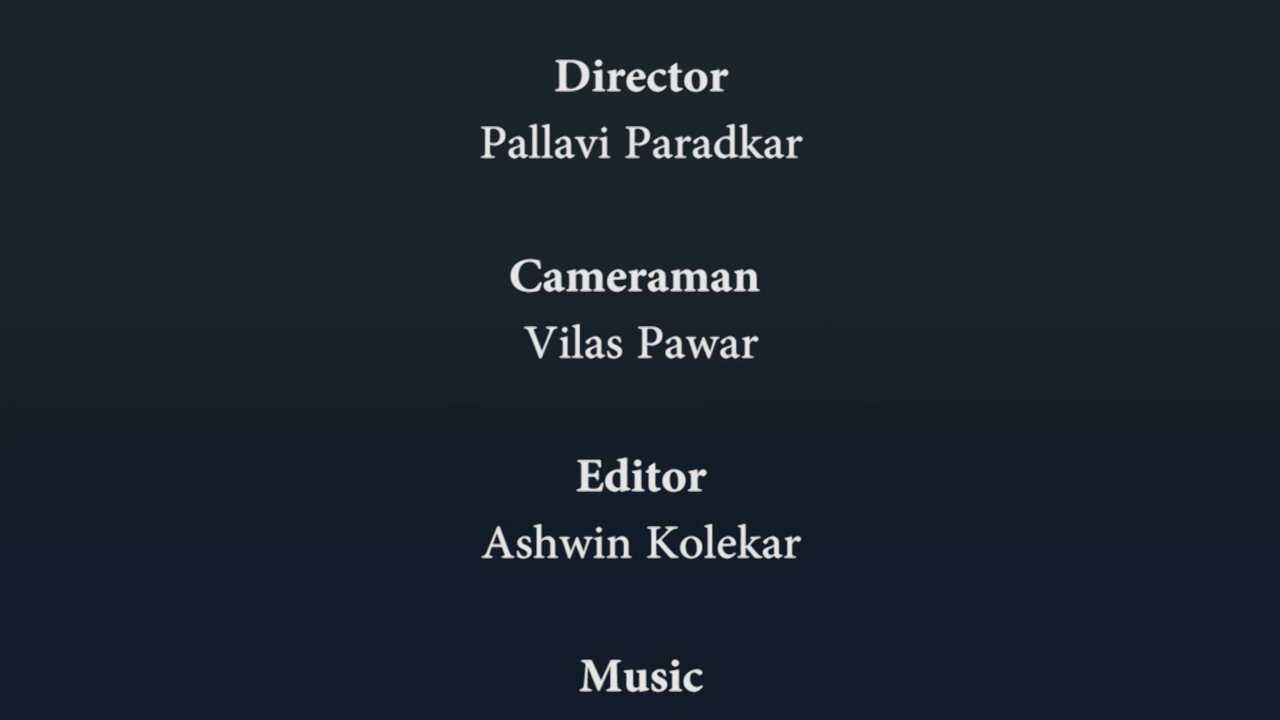 Director
Pallavi Paradkar
Cameraman
Vilas Pawar
Editor
Ashwin Kolekar
Music